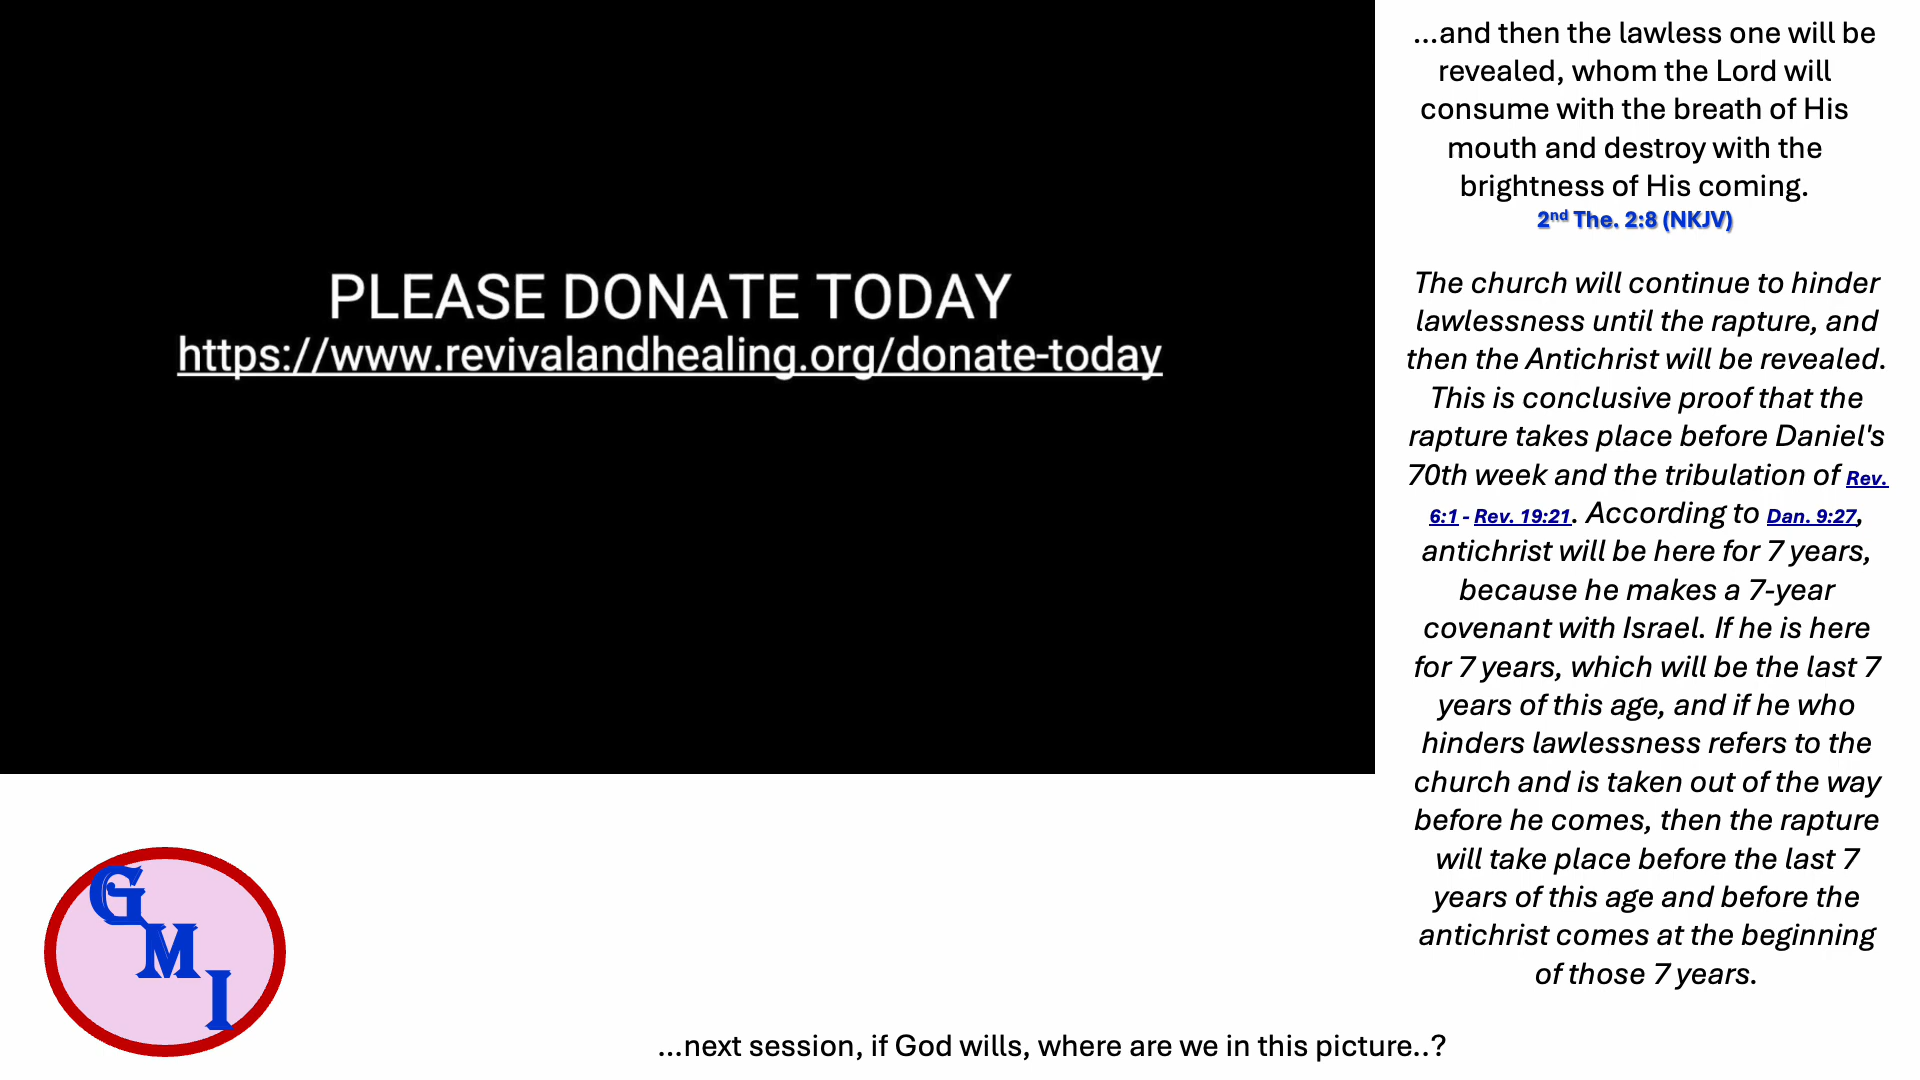 PLEASE DONATE TODAY
https://www.revivalandhealing.org/donate-today
...and then the lawless one will be
revealed, whom the Lord will
consume with the breath of His
mouth and destroy with the
brightness of His coming.
2nd The. 2:8 (NKJV)
The church will continue to hinder
lawlessness until the rapture, and
then the Antichrist will be revealed.
This is conclusive proof that the
rapture takes place before Daniel's
70th week and the tribulation of Rev.
6:1 - Rev. 19:21. According to Dan. 9:27,
antichrist will be here for 7 years,
because he makes a 7-year
covenant with Israel. If he is here
for 7 years, which will be the last 7
years of this age, and if he who
hinders lawlessness refers to the
church and is taken out of the way
before he comes, then the rapture
will take place before the last 7
years of this age and before the
antichrist comes at the beginning
of those 7 years.
G
M
I
...next session, if God wills, where are we in this picture..?